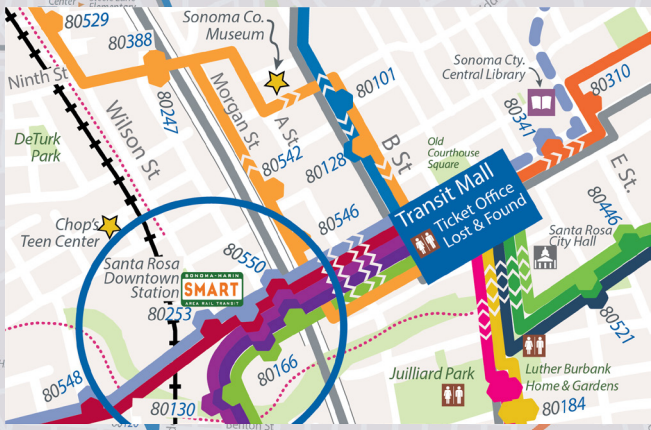 Center
80529
80388
Sonoma Co.
Museum
Ninth St
Wilson St
80247
Morgan St
A St
80101
B St
80128
80542
Sonoma Cty.
Central Library
80310
80341
DeTurk
Park
Old
Courthouse
Square
E St.
Transit Mall
Ticket Office
Lost & Found
80446
Chop's
Teen Center
80546
80550
Santa Rosa
City Hall
Santa Rosa
Downtown
Station
SONOMA-MARIN
SMART
AREA RAIL TRANSIT
80253
80521
80166
80548
Juilliard Park
Luther Burbank
Home & Gardens
80130
80184
Benton St